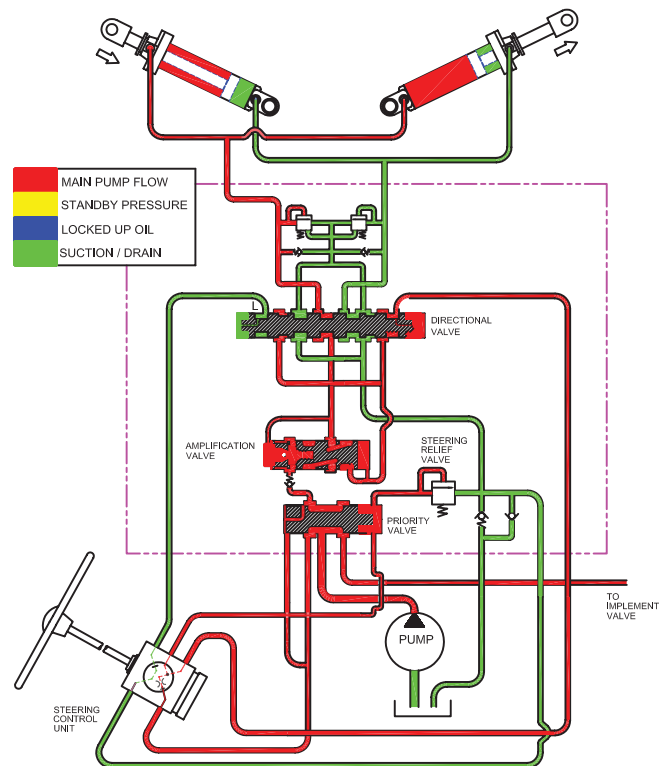 MAIN PUMP FLOW
STANDBY PRESSURE
LOCKED UP OIL
SUCTION / DRAIN
L
DIRECTIONAL
VALVE
AMPLIFICATION
VALVE
STEERING
RELIEF
VALVE
PRIORITY
VALVE
TO
IMPLEMENT
VALVE
PUMP
STEERING
CONTROL
UNIT